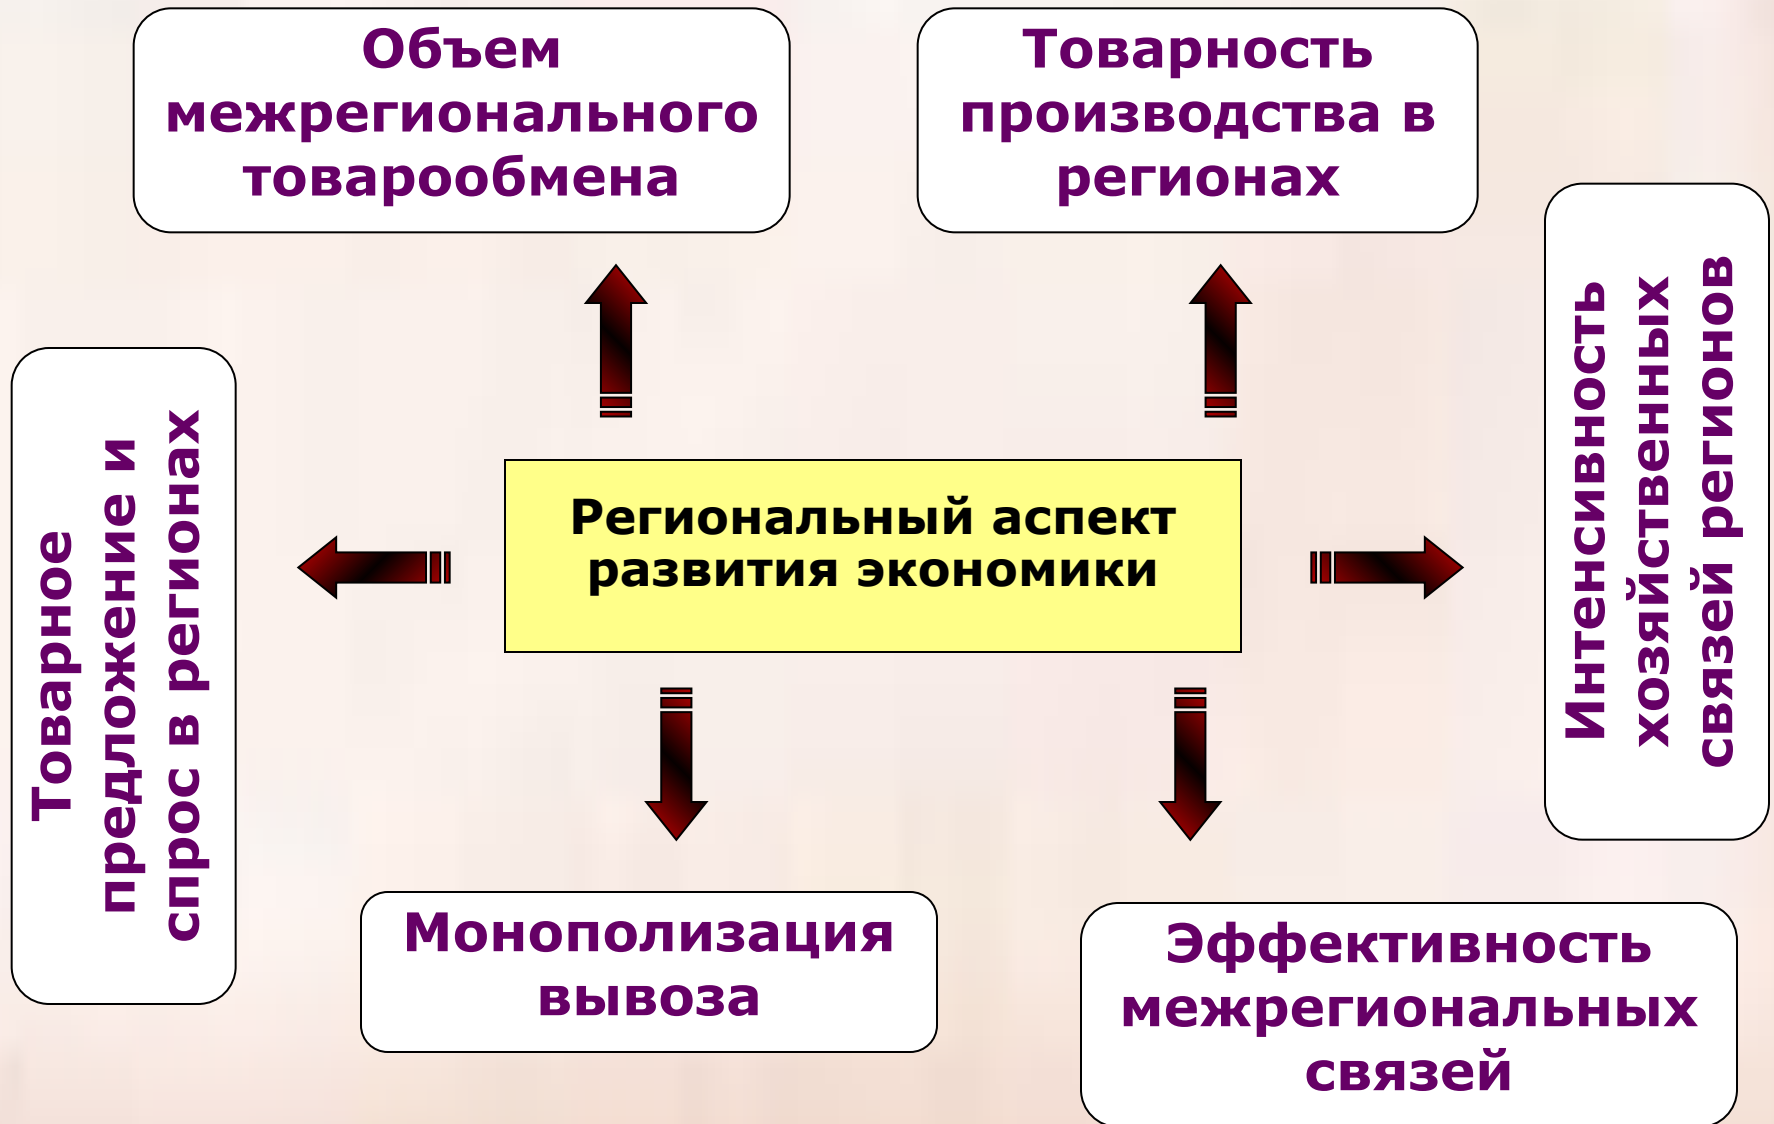 Объем
межрегионального
товарообмена
Товарность
производства в
регионах
Товарное
предложение и
спрос в регионах
Региональный аспект
развития экономики
Интенсивность
хозяйственных
связей регионов
Монополизация
вывоза
Эффективность
межрегиональных
связей